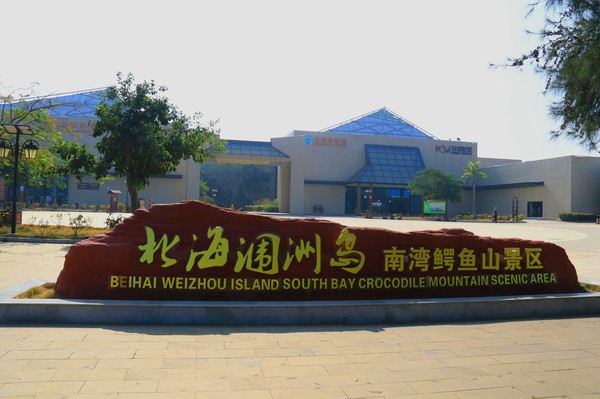 北海涠洲岛 南湾鳄鱼山景区
BEIHAI WEIZHOU ISLAND SOUTH BAY CROCODILE MOUNTAIN SCENIC AREA